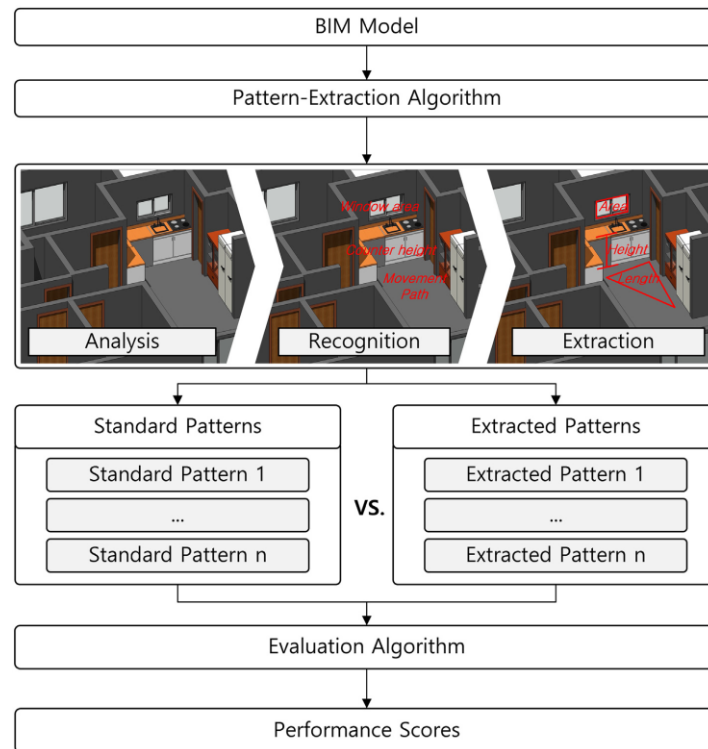 BIM Model
Pattern-Extraction Algorithm
Window area
Counter height
Movement
Path
Analysis
Recognition
Area
Height
Length
Extraction
Standard Patterns
Standard Pattern 1
...
Standard Pattern n
VS.
Extracted Patterns
Extracted Pattern 1
...
Extracted Pattern n
Evaluation Algorithm
Performance Scores